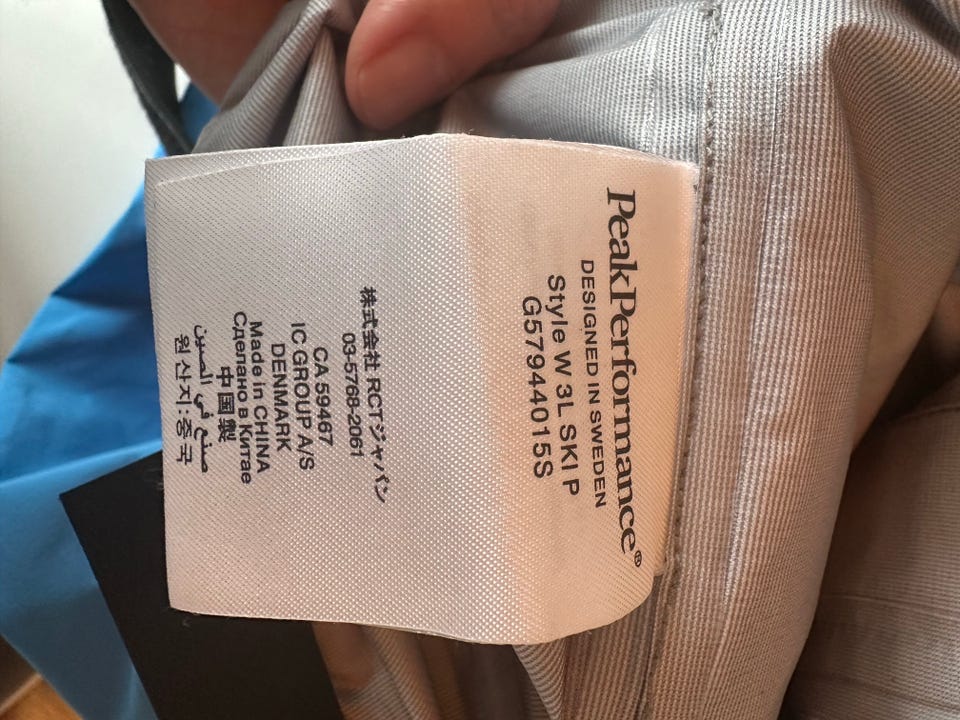 PeakPerformance®
DESIGNED IN SWEDEN
Style W 3L SKI P
G57944015S
株式会社 RCTジャパン
03-5768-2061
CA 59467
IC GROUP A/S
DENMARK
Made in CHINA
Сделано в Китае
中国製
صنع في الصين
원산지:중국